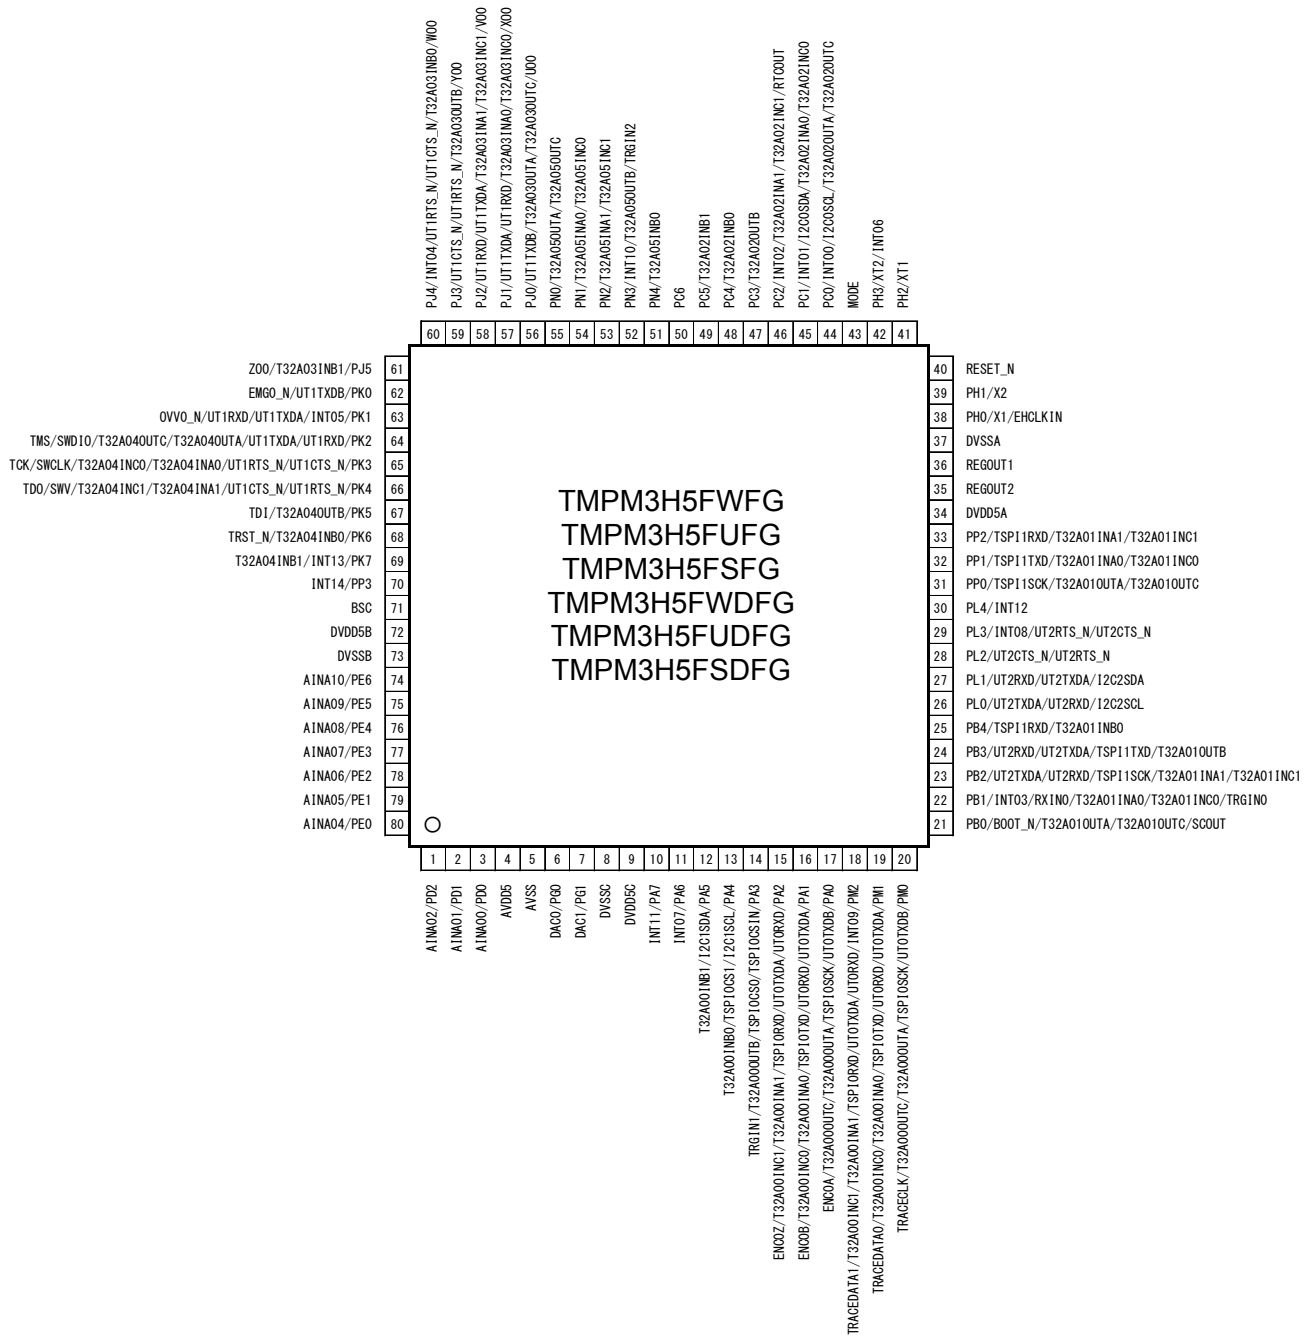 PJ4/INT04/UT1RTS_N/UT1CTS_N/T32A03INB0/WO0
PJ3/UT1CTS_N/UT1RTS_N/T32A03OUTB/YO0
PJ2/UT1RXD/UT1TXDA/T32A03INA1/T32A03INC1/VO0
PJ1/UT1TXDA/UT1RXD/T32A03INA0/T32A03INC0/XO0
PJ0/UT1TXDB/T32A03OUTA/T32A03OUTC/UO0
PN0/T32A05OUTA/T32A05OUTC
PN1/T32A05INA0/T32A05INC0
PN2/T32A05INA1/T32A05INC1
PN3/INT10/T32A05OUTB/TRGIN2
PN4/T32A05INB0
PC6
PC5/T32A02INB1
PC4/T32A02INB0
PC3/T32A02OUTB
PC2/INT02/T32A02INA1/T32A02INC1/RTCOUT
PC1/INT01/I2C0SDA/T32A02INA0/T32A02INC0
PC0/INT00/I2C0SCL/T32A02OUTA/T32A02OUTC
MODE
PH3/XT2/INT06
PH2/XT1
60 59 58 57 56 55 54 53 52 51 50 49 48 47 46 45 44 43 42 41
ZO0/T32A03INB1/PJ5 61
EMG0_N/UT1TXDB/PK0 62
OVV0_N/UT1RXD/UT1TXDA/INT05/PK1 63
TMS/SWDIO/T32A04OUTC/T32A04OUTA/UT1TXDA/UT1RXD/PK2 64
TCK/SWCLK/T32A04INC0/T32A04INA0/UT1RTS_N/UT1CTS_N/PK3 65
TDO/SWV/T32A04INC1/T32A04INA1/UT1CTS_N/UT1RTS_N/PK4 66
TDI/T32A04OUTB/PK5 67
TRST_N/T32A04INB0/PK6 68
T32A04INB1/INT13/PK7 69
INT14/PP3 70
BSC 71
DVDD5B 72
DVSSB 73
AINA10/PE6 74
AINA09/PE5 75
AINA08/PE4 76
AINA07/PE3 77
AINA06/PE2 78
AINA05/PE1 79
AINA04/PE0 80
TMPM3H5FWFG
TMPM3H5FUFG
TMPM3H5FSFG
TMPM3H5FWDFG
TMPM3H5FUDFG
TMPM3H5FSDFG
40 RESET_N
39 PH1/X2
38 PH0/X1/EHCLKIN
37 DVSSA
36 REGOUT1
35 REGOUT2
34 DVDD5A
33 PP2/TSPI1RXD/T32A01INA1/T32A01INC1
32 PP1/TSPI1TXD/T32A01INA0/T32A01INC0
31 PP0/TSPI1SCK/T32A01OUTA/T32A01OUTC
30 PL4/INT12
29 PL3/INT08/UT2RTS_N/UT2CTS_N
28 PL2/UT2CTS_N/UT2RTS_N
27 PL1/UT2RXD/UT2TXDA/I2C2SDA
26 PL0/UT2TXDA/UT2RXD/I2C2SCL
25 PB4/TSPI1RXD/T32A01INB0
24 PB3/UT2RXD/UT2TXDA/TSPI1TXD/T32A01OUTB
23 PB2/UT2TXDA/UT2RXD/TSPI1SCK/T32A01INA1/T32A01INC1
22 PB1/INT03/RXIN0/T32A01INA0/T32A01INC0/TRGIN0
21 PB0/BOOT_N/T32A01OUTA/T32A01OUTC/SCOUT
1 2 3 4 5 6 7 8 9 10 11 12 13 14 15 16 17 18 19 20
AINA02/PD2
AINA01/PD1
AINA00/PD0
AVDD5
AVSS
DAC0/PG0
DAC1/PG1
DVSSC
DVDD5C
INT11/PA7
INT07/PA6
T32A00INB1/I2C1SDA/PA5
T32A00INB0/TSPI0CS1/I2C1SCL/PA4
TRGIN1/T32A00OUTB/TSPI0CS0/TSPI0CSIN/PA3
ENC0Z/T32A00INC1/T32A00INA1/TSPI0RXD/UT0TXDA/UT0RXD/PA2
ENC0B/T32A00INC0/T32A00INA0/TSPI0TXD/UT0RXD/UT0TXDA/PA1
ENC0A/T32A00OUTC/T32A00OUTA/TSPI0SCK/UT0TXDB/PA0
TRACEDATA1/T32A00INC1/T32A00INA1/TSPI0RXD/UT0TXDA/UT0RXD/INT09/PM2
TRACEDATA0/T32A00INC0/T32A00INA0/TSPI0TXD/UT0RXD/UT0TXDA/PM1
TRACECLK/T32A00OUTC/T32A00OUTA/TSPI0SCK/UT0TXDB/PM0